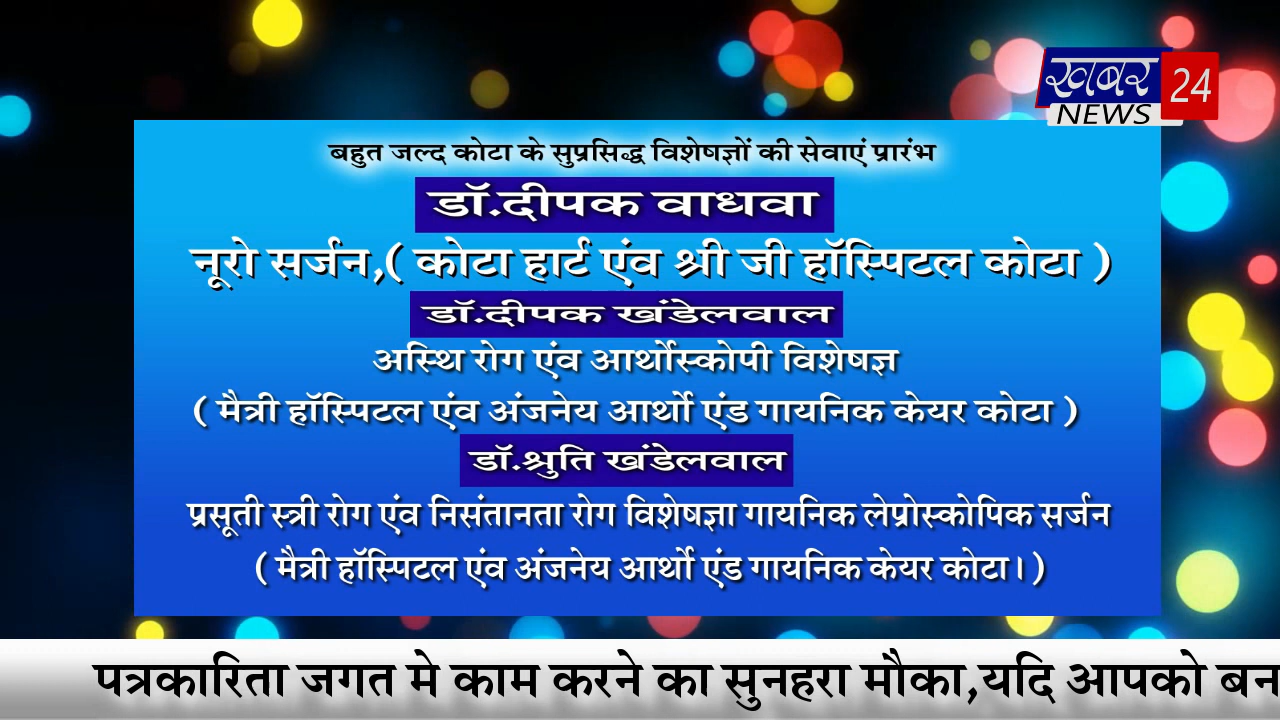 खबर 24
NEWS
बहुत जल्द कोटा के सुप्रसिद्ध विशेषज्ञों की सेवाएं प्रारंभ
डॉ.दीपक वाधवा
नूरो सर्जन,( कोटा हार्ट एंव श्री जी हॉस्पिटल कोटा )
डॉ.दीपक खंडेलवाल
अस्थि रोग एंव आर्थोस्कोपी विशेषज्ञ
( मैत्री हॉस्पिटल एंव अंजनेय आर्थो एंड गायनिक केयर कोटा )
डॉ.श्रुति खंडेलवाल
प्रसूती स्त्री रोग एंव निसंतानता रोग विशेषज्ञा गायनिक लेप्रोस्कोपिक सर्जन
( मैत्री हॉस्पिटल एंव अंजनेय आर्थो एंड गायनिक केयर कोटा। )
पत्रकारिता जगत मे काम करने का सुनहरा मौका,यदि आपको बन